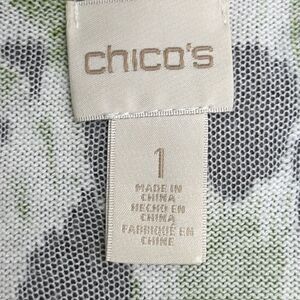 chico's
1
MADE IN
CHINA
HECHO EN
CHINA
FABRIQUÉ EN
CHINE